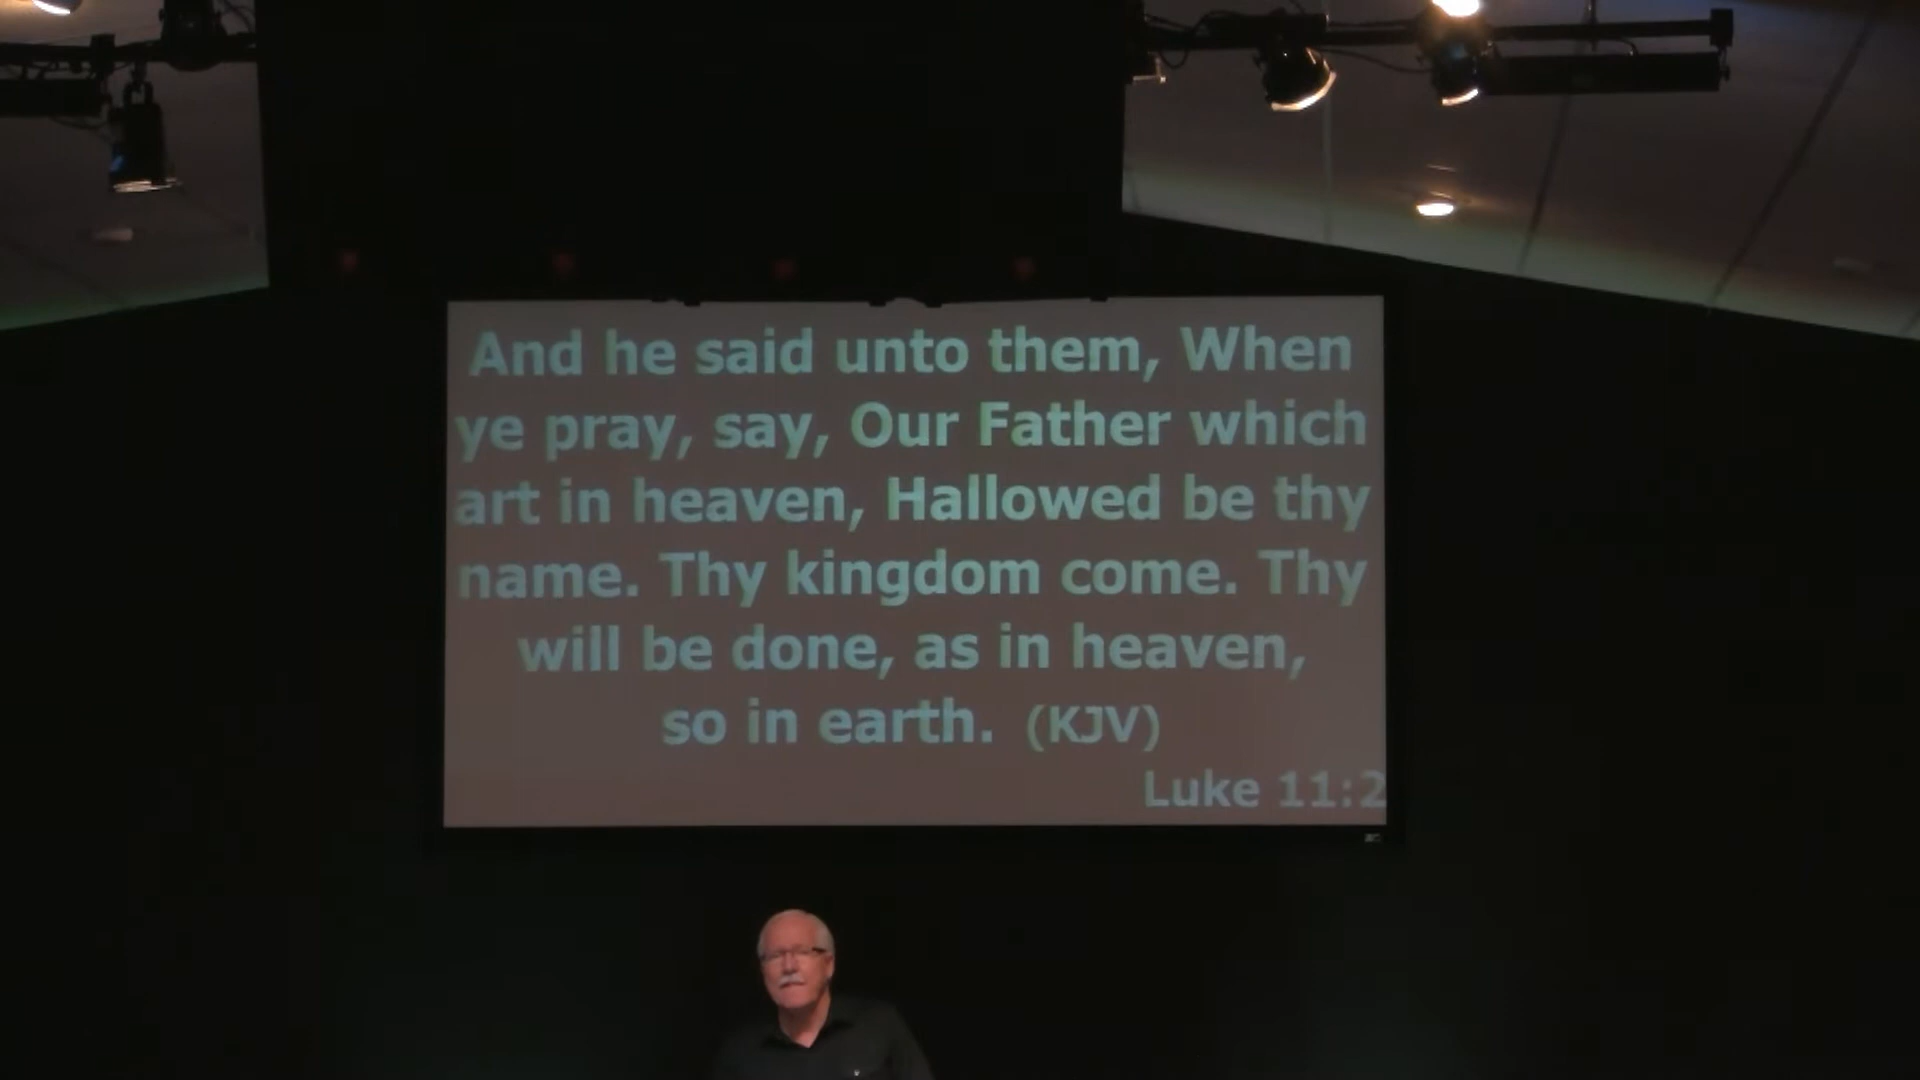 And he said unto them, When
ye pray, say, Our Father which
art in heaven, Hallowed be thy
name. Thy kingdom come. Thy
will be done, as in heaven,
so in earth. (KJV)
Luke 11:2